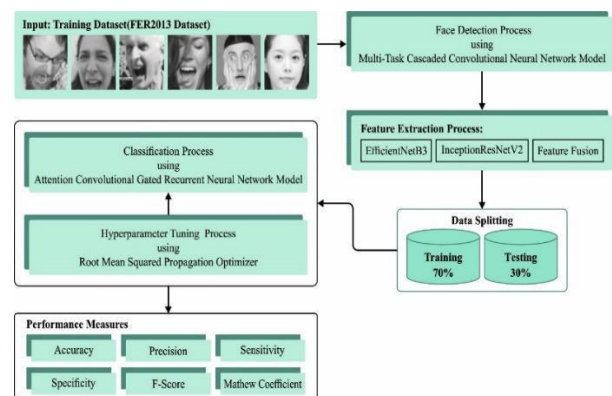 Input: Training Dataset(FER2013 Dataset)
Face Detection Process
using
Multi-Task Cascaded Convolutional Neural Network Model
Feature Extraction Process:
EfficientNetB3
InceptionResNetV2
Feature Fusion
Data Splitting
Training
70%
Testing
30%
Classification Process
using
Attention Convolutional Gated Recurrent Neural Network Model
Hyperparameter Tuning Process
using
Root Mean Squared Propagation Optimizer
Performance Measures
Accuracy
Precision
Sensitivity
Specificity
F-Score
Mathew Coefficient